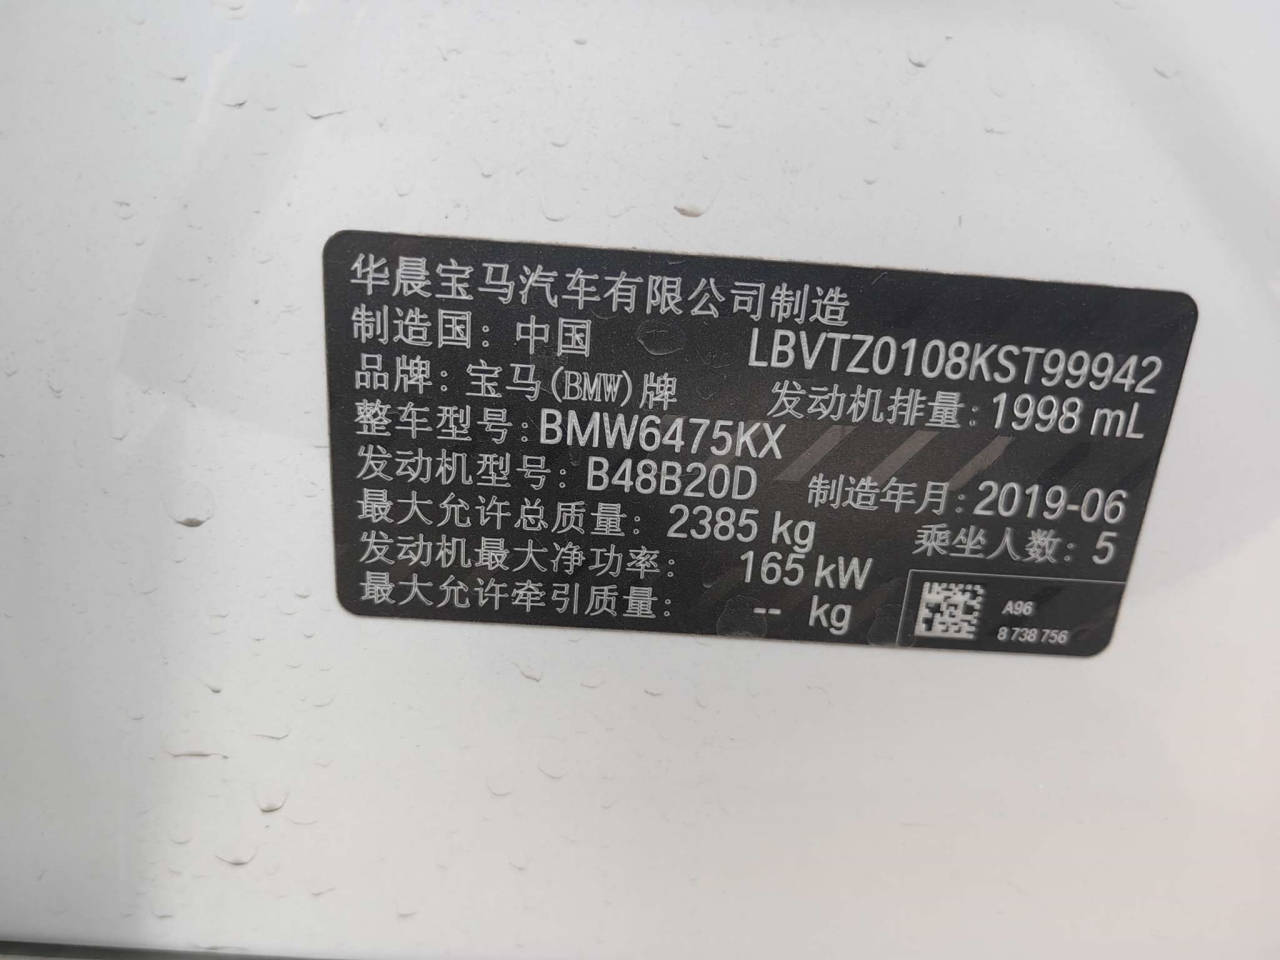 华晨宝马汽车有限公司制造
制造国：中国 LBVTZ0108KST99942
品牌：宝马(BMW)牌 发动机排量：1998 mL
整车型号：BMW6475KX
发动机型号：B48B20D 制造年月：2019-06
最大允许总质量：2385 kg 乘坐人数：5
发动机最大净功率：165 kW
最大允许牵引质量：-- kg
A96
8 738 756